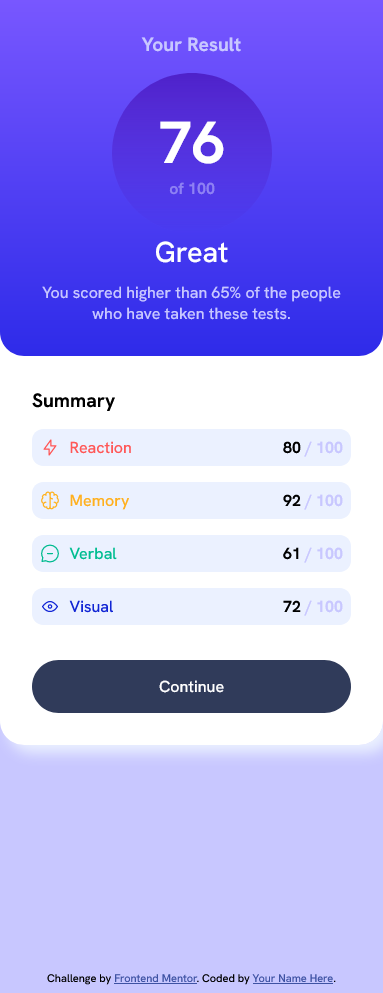 Your Result
76
of 100
Great
You scored higher than 65% of the people
who have taken these tests.
Summary
Reaction 80 / 100
Memory 92 / 100
Verbal 61 / 100
Visual 72 / 100
Continue
Challenge by Frontend Mentor. Coded by Your Name Here.